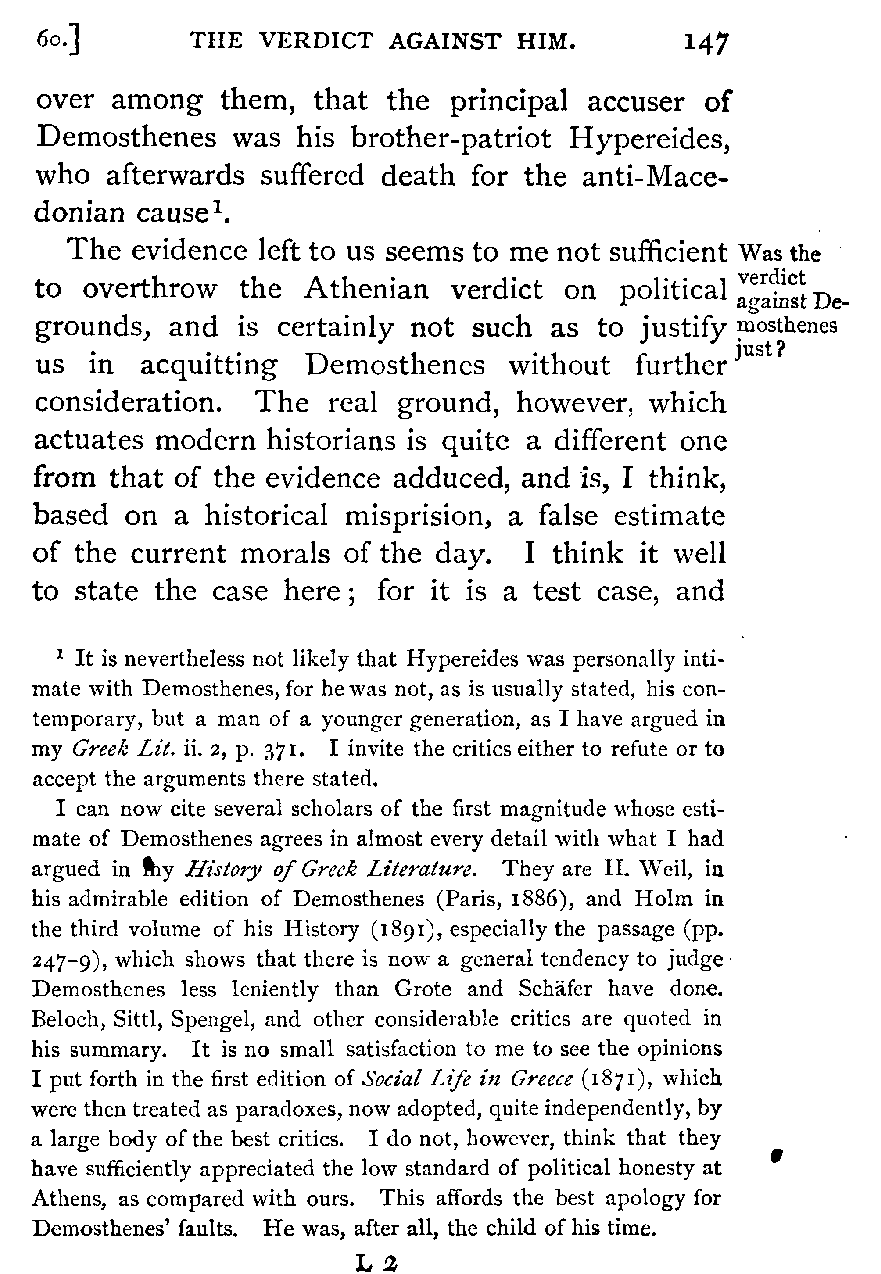 60.] THE VERDICT AGAINST HIM. 147
over among them, that the principal accuser of
Demosthenes was his brother-patriot Hypereides,
who afterwards suffered death for the anti-Mace-
donian cause¹.
The evidence left to us seems to me not sufficient
to overthrow the Athenian verdict on political
grounds, and is certainly not such as to justify
us in acquitting Demosthenes without further
consideration. The real ground, however, which
actuates modern historians is quite a different one
from that of the evidence adduced, and is, I think,
based on a historical misprision, a false estimate
of the current morals of the day. I think it well
to state the case here; for it is a test case, and
Was the
verdict
against De-
mosthenes
just?
¹ It is nevertheless not likely that Hypereides was personally inti-
mate with Demosthenes, for he was not, as is usually stated, his con-
temporary, but a man of a younger generation, as I have argued in
my Greek Lit. ii. 2, p. 371. I invite the critics either to refute or to
accept the arguments there stated.
I can now cite several scholars of the first magnitude whose esti-
mate of Demosthenes agrees in almost every detail with what I had
argued in my History of Greek Literature. They are H. Weil, in
his admirable edition of Demosthenes (Paris, 1886), and Holm in
the third volume of his History (1891), especially the passage (pp.
247-9), which shows that there is now a general tendency to judge
Demosthenes less leniently than Grote and Schäfer have done.
Beloch, Sittl, Spengel, and other considerable critics are quoted in
his summary. It is no small satisfaction to me to see the opinions
I put forth in the first edition of Social Life in Greece (1871), which
were then treated as paradoxes, now adopted, quite independently, by
a large body of the best critics. I do not, however, think that they
have sufficiently appreciated the low standard of political honesty at
Athens, as compared with ours. This affords the best apology for
Demosthenes' faults. He was, after all, the child of his time.
L 2